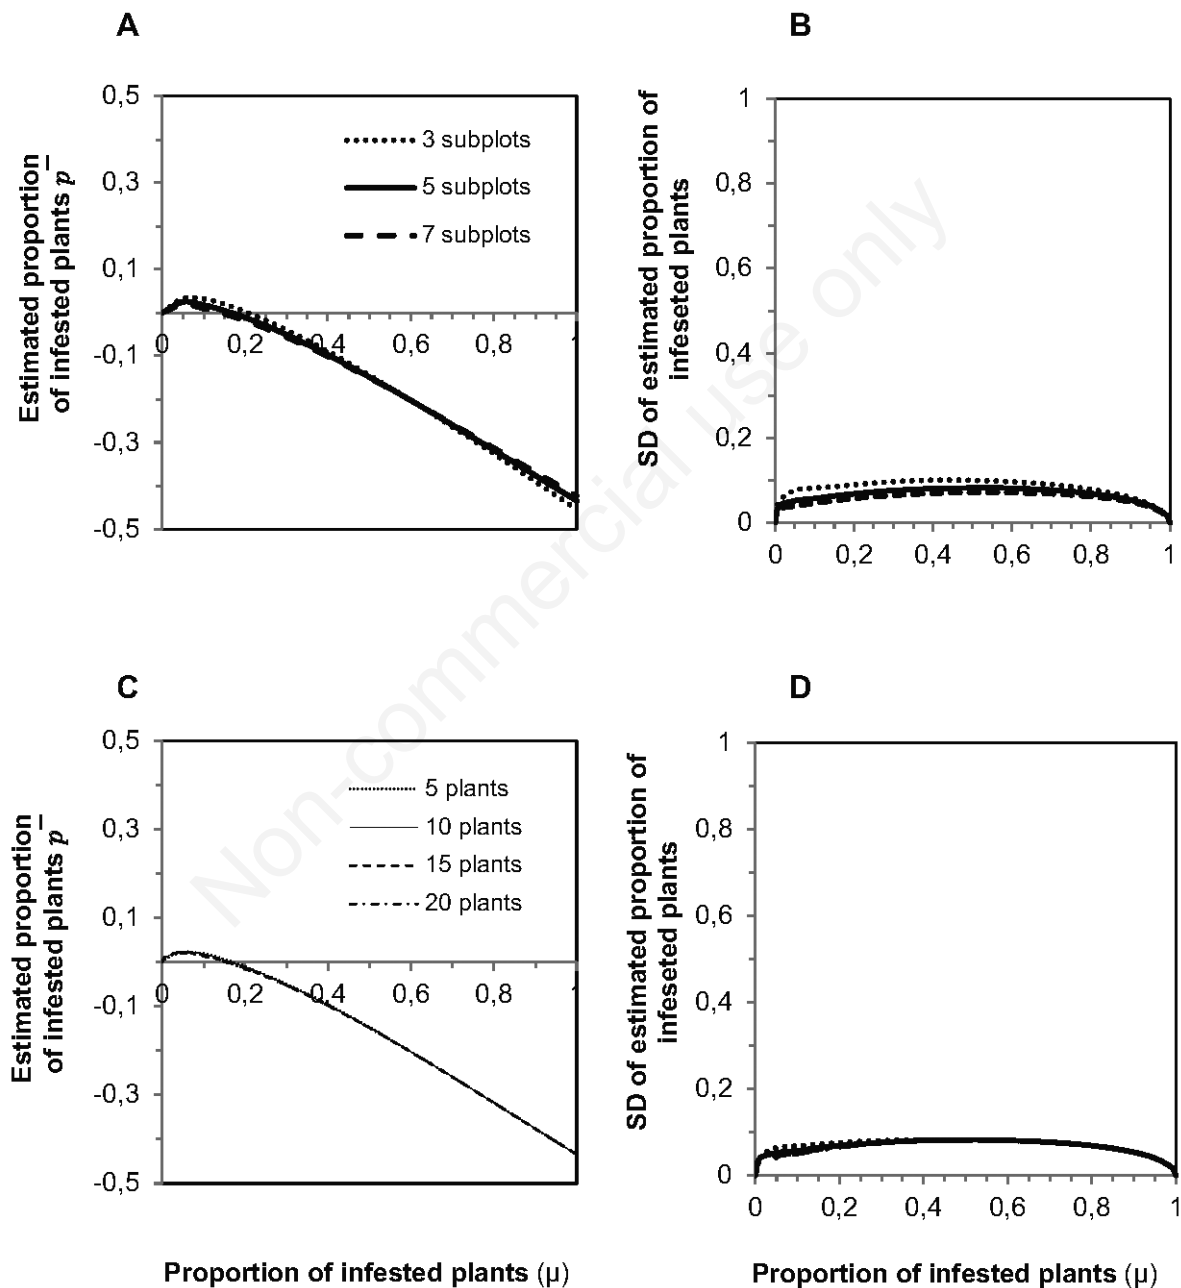 A
B
0,5
0,3
0,1
-0,1
-0,3
-0,5
0
0,2
0,4
0,6
0,8
1
3 subplots
5 subplots
7 subplots
Estimated proportion
of infested plants p
1
0,8
0,6
0,4
0,2
0
0
0,2
0,4
0,6
0,8
1
SD of estimated proportion of
infeseted plants
C
D
0,5
0,3
0,1
-0,1
-0,3
-0,5
0
0,2
0,4
0,6
0,8
1
5 plants
10 plants
15 plants
20 plants
Estimated proportion
of infested plants p
1
0,8
0,6
0,4
0,2
0
0
0,2
0,4
0,6
0,8
1
SD of estimated proportion of
infeseted plants
Proportion of infested plants (μ)
Proportion of infested plants (μ)
Non-commercial use only